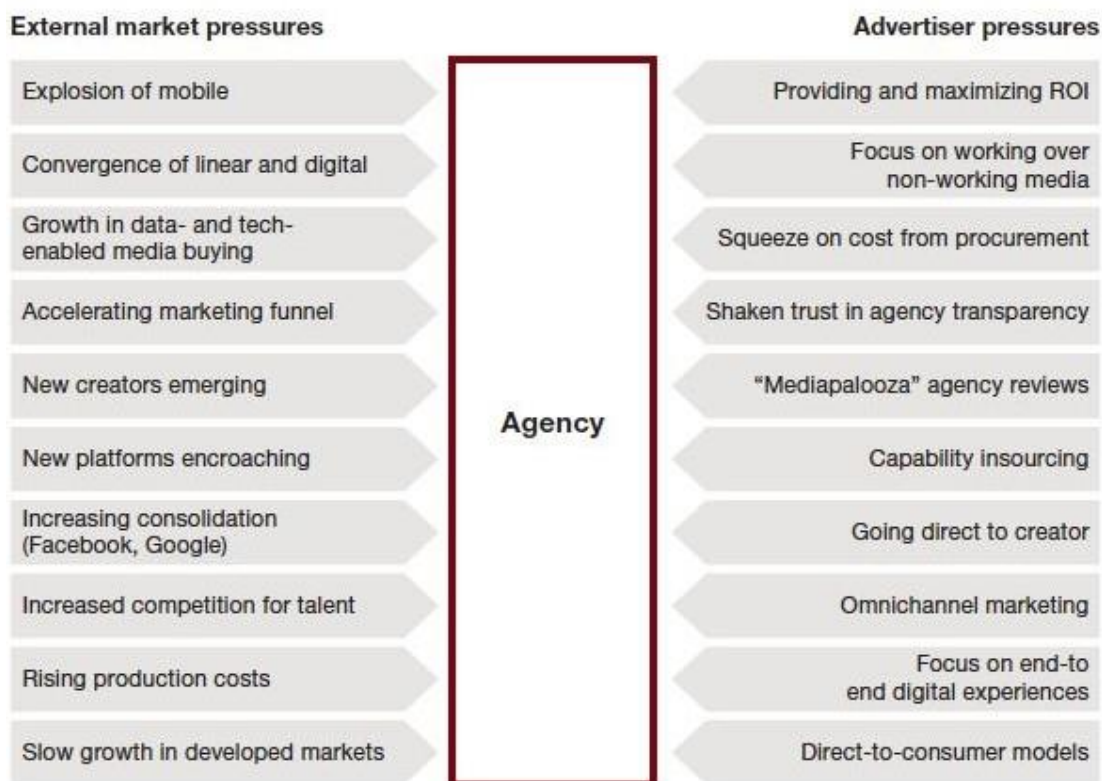 External market pressures
Advertiser pressures
Explosion of mobile
Convergence of linear and digital
Growth in data- and tech-
enabled media buying
Accelerating marketing funnel
New creators emerging
New platforms encroaching
Increasing consolidation
(Facebook, Google)
Increased competition for talent
Rising production costs
Slow growth in developed markets
Agency
Providing and maximizing ROI
Focus on working over
non-working media
Squeeze on cost from procurement
Shaken trust in agency transparency
“Mediapalooza” agency reviews
Capability insourcing
Going direct to creator
Omnichannel marketing
Focus on end-to
end digital experiences
Direct-to-consumer models